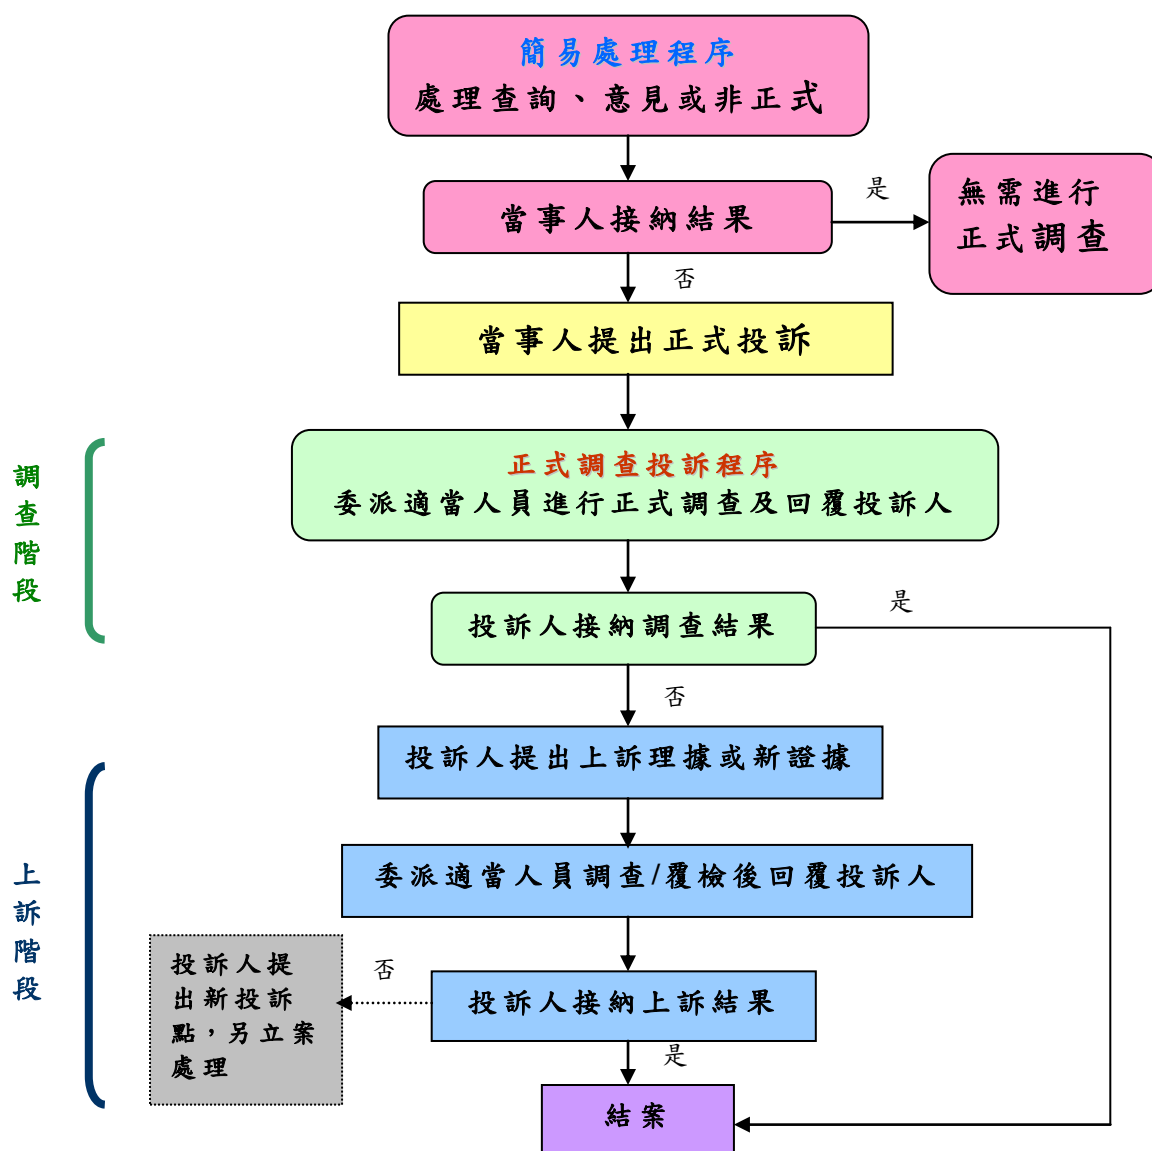 簡易處理程序
處理查詢、意見或非正式
當事人接納結果
是
無需進行
正式調查
否
當事人提出正式投訴
調
查
階
段
正式調查投訴程序
委派適當人員進行正式調查及回覆投訴人
投訴人接納調查結果
是
否
投訴人提出上訴理據或新證據
上
訴
階
段
委派適當人員調查/覆檢後回覆投訴人
投訴人提
出新投訴
點，另立案
處理
否
投訴人接納上訴結果
是
結案